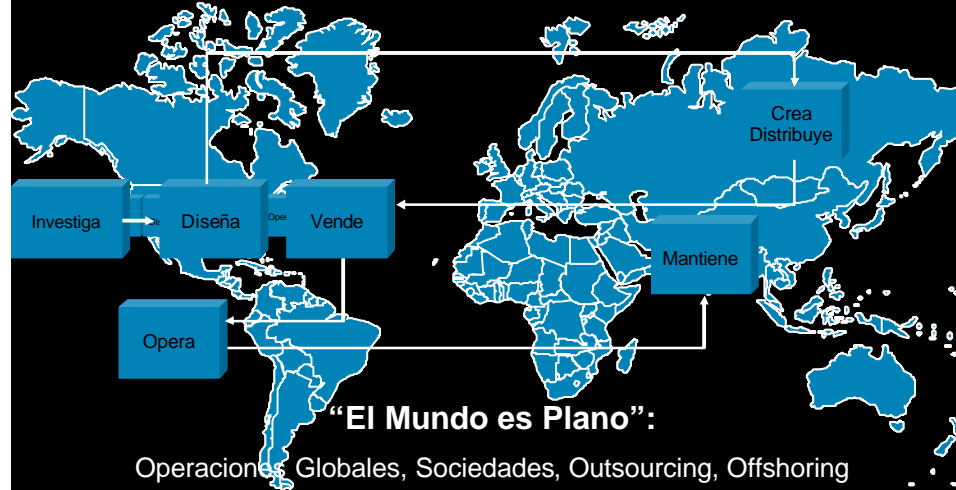 Crea
Distribuye
Investiga
Diseña
Vende
Mantiene
Opera
“El Mundo es Plano”:
Operaciones Globales, Sociedades, Outsourcing, Offshoring